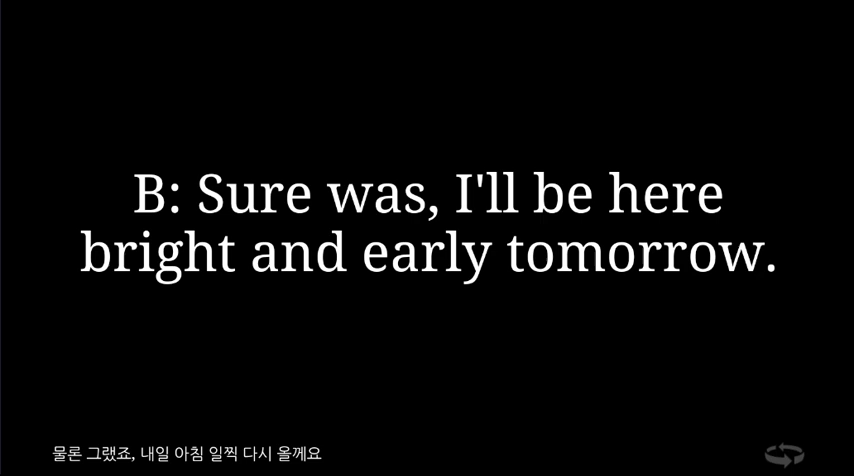 B: Sure was, I'll be here
bright and early tomorrow.
물론 그랬죠, 내일 아침 일찍 다시 올께요